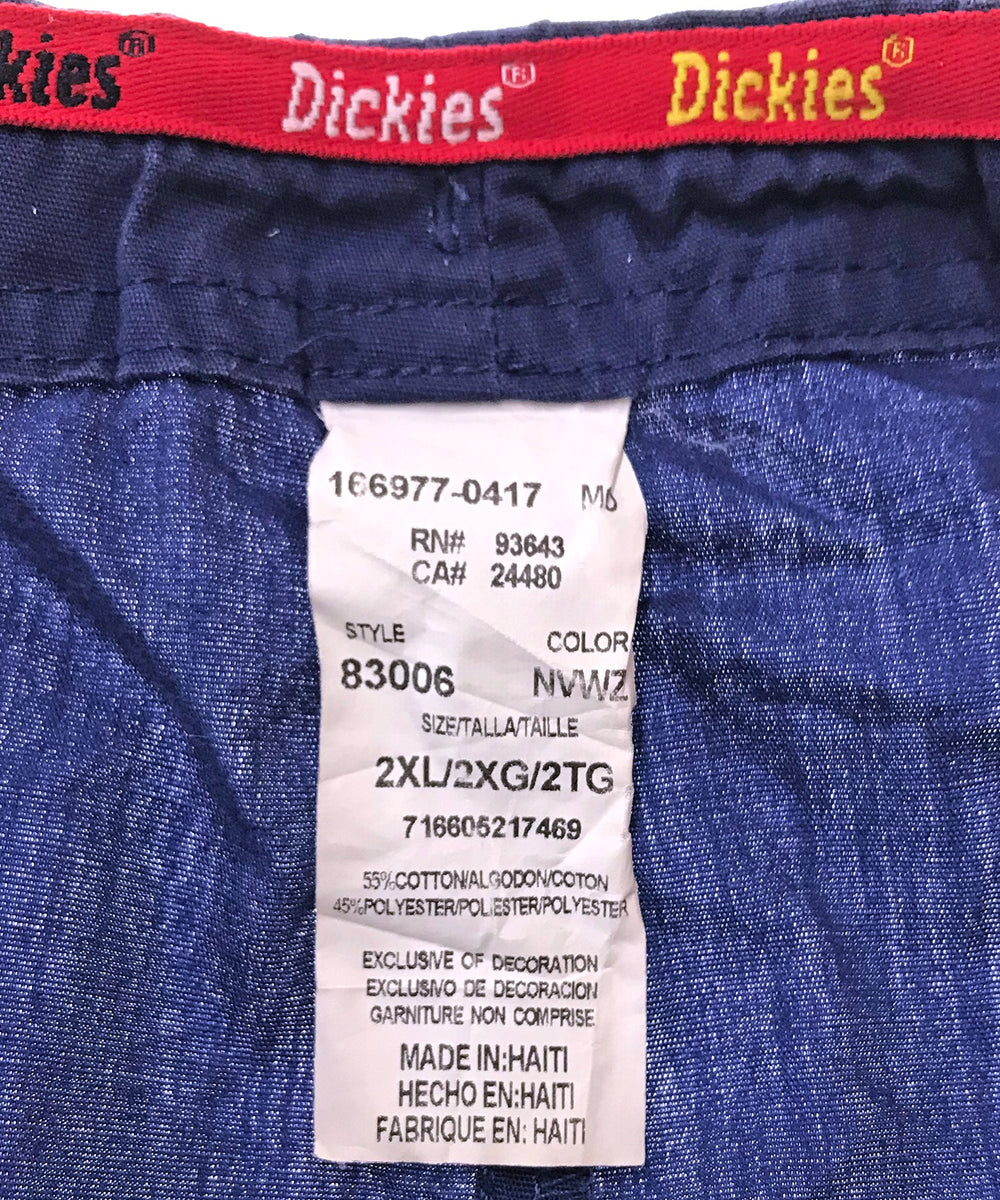 kies®
Dickies®
Dickies®
166977-0417 M6
RN# 93643
CA# 24480
STYLE COLOR
83006 NVWZ
SIZE/TALLA/TAILLE
2XL/2XG/2TG
716605217469
55%COTTON/ALGODON/COTON
45%POLYESTER/POLIESTER/POLYESTER
EXCLUSIVE OF DECORATION
EXCLUSIVO DE DECORACION
GARNITURE NON COMPRISE
MADE IN:HAITI
HECHO EN:HAITI
FABRIQUE EN: HAITI